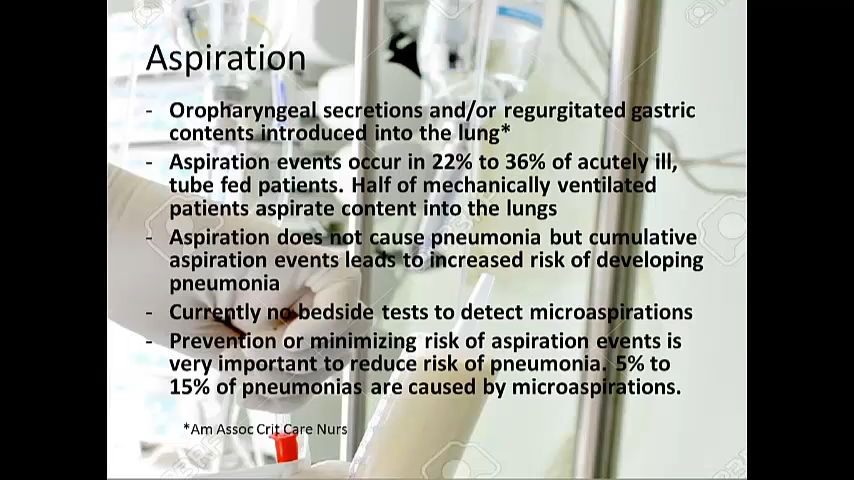 Aspiration
- Oropharyngeal secretions and/or regurgitated gastric
contents introduced into the lung*
- Aspiration events occur in 22% to 36% of acutely ill,
tube fed patients. Half of mechanically ventilated
patients aspirate content into the lungs
- Aspiration does not cause pneumonia but cumulative
aspiration events leads to increased risk of developing
pneumonia
- Currently no bedside tests to detect microaspirations
- Prevention or minimizing risk of aspiration events is
very important to reduce risk of pneumonia. 5% to
15% of pneumonias are caused by microaspirations.
*Am Assoc Crit Care Nurs